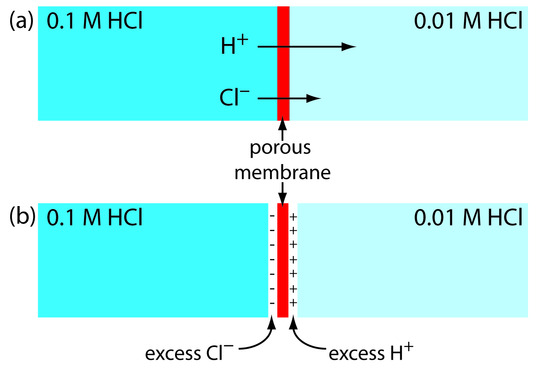 (a) 0.1 M HCl 0.01 M HCl
H⁺
Cl⁻
porous
membrane
(b) 0.1 M HCl 0.01 M HCl
- +
- +
- +
- +
- +
- +
- +
excess Cl⁻ excess H⁺